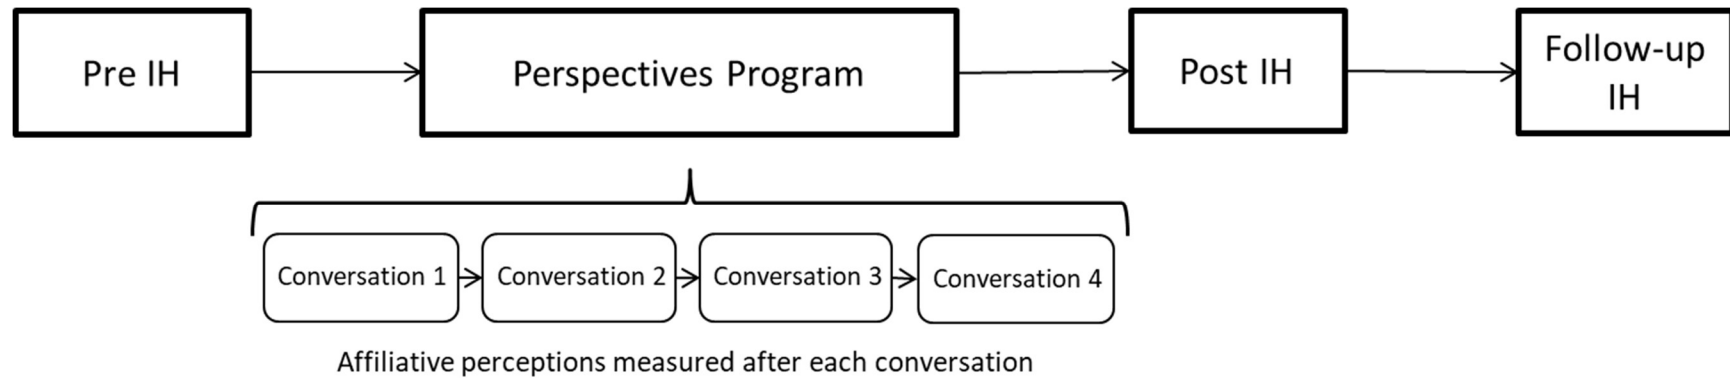 Pre IH
Perspectives Program
Post IH
Follow-up
IH
Conversation 1
Conversation 2
Conversation 3
Conversation 4
Affiliative perceptions measured after each conversation